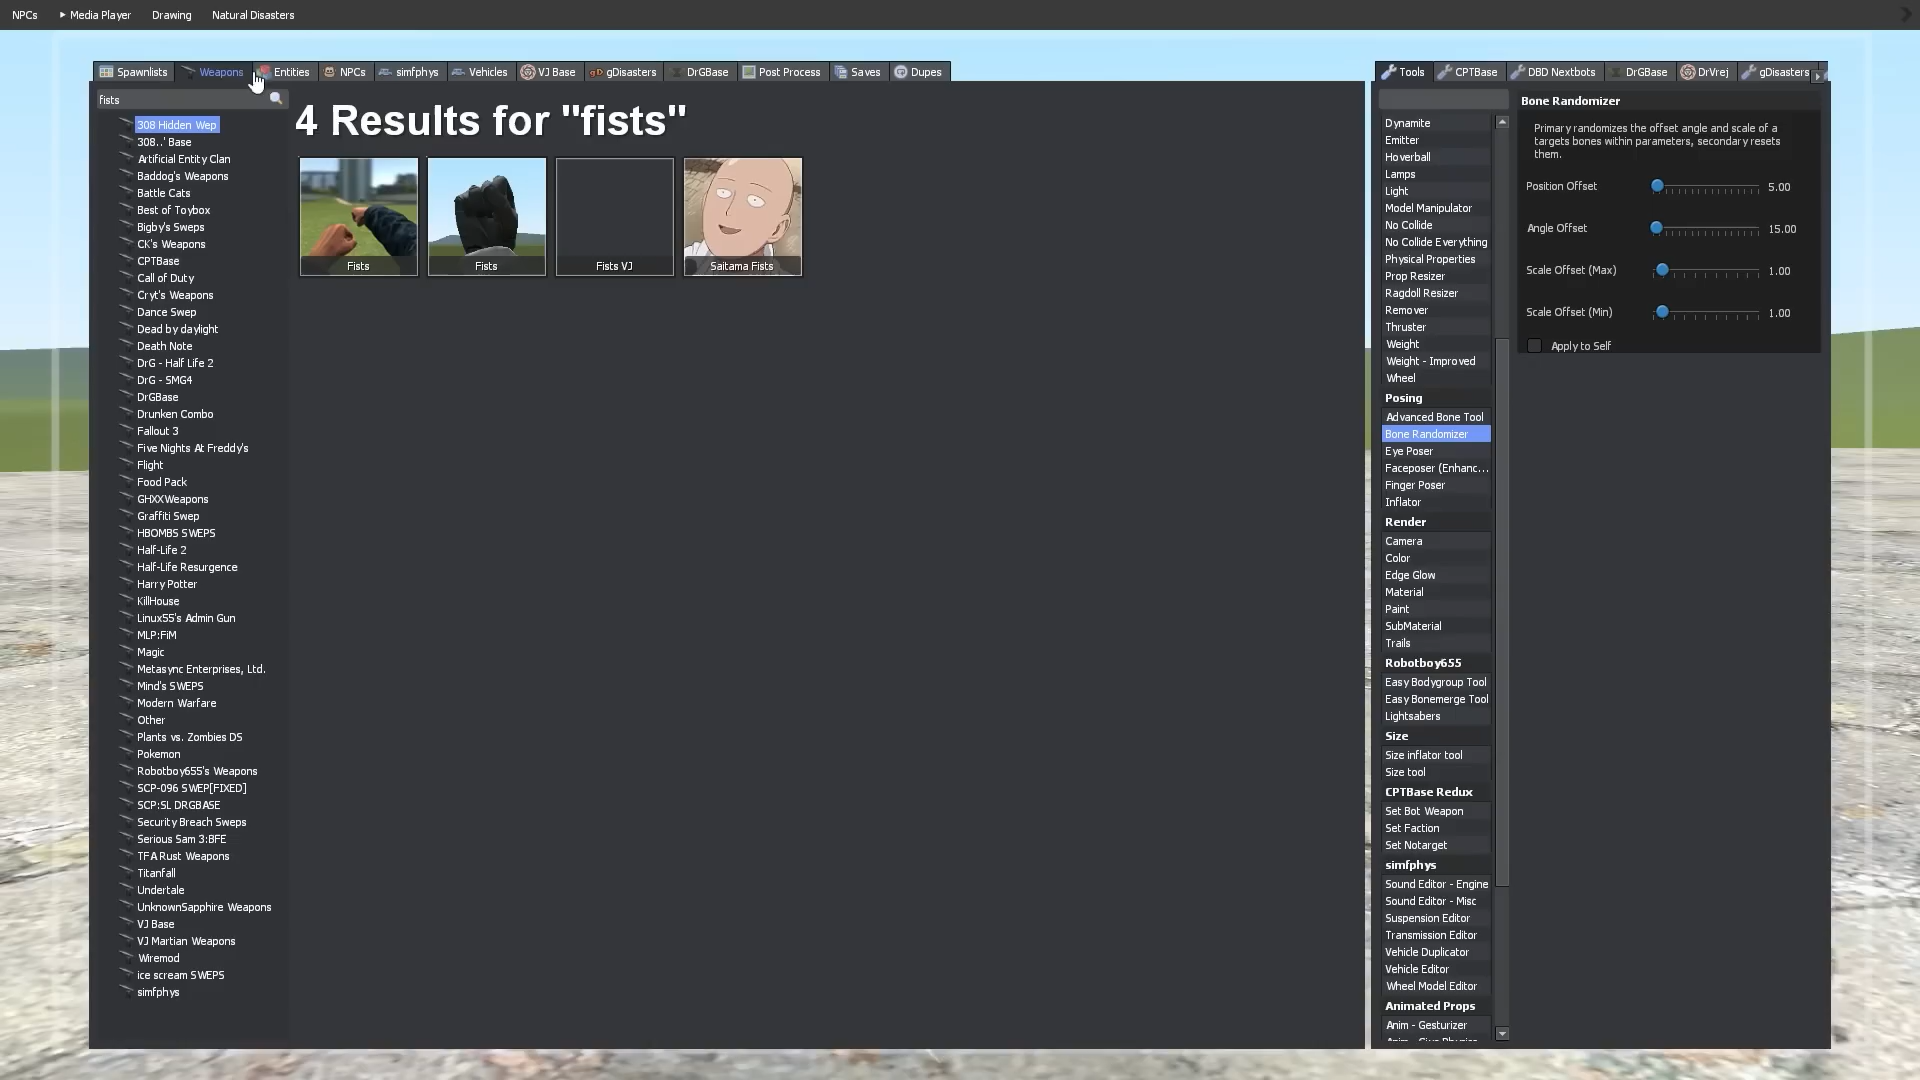 NPCs Media Player Drawing Natural Disasters
Spawnlists Weapons Entities NPCs simfphys Vehicles VJ Base gDisasters DrGBase Post Process Saves Dupes
fists
308 Hidden Wep
308..' Base
Artificial Entity Clan
Baddog's Weapons
Battle Cats
Best of Toybox
Bigby's Sweps
CK's Weapons
CPTBase
Call of Duty
Cryt's Weapons
Dance Swep
Dead by daylight
Death Note
DrG - Half Life 2
DrG - SMG4
DrGBase
Drunken Combo
Fallout 3
Five Nights At Freddy's
Flight
Food Pack
GHXXWeapons
Graffiti Swep
HBOMBS SWEPS
Half-Life 2
Half-Life Resurgence
Harry Potter
KillHouse
Linux55's Admin Gun
MLP:FiM
Magic
Metasync Enterprises, Ltd.
Mind's SWEPS
Modern Warfare
Other
Plants vs. Zombies DS
Pokemon
Robotboy655's Weapons
SCP-096 SWEP[FIXED]
SCP:SL DRGBASE
Security Breach Sweps
Serious Sam 3:BFE
TFA Rust Weapons
Titanfall
Undertale
UnknownSapphire Weapons
VJ Base
VJ Martian Weapons
Wiremod
ice scream SWEPS
simfphys
4 Results for "fists"
Fists
Fists
Fists VJ
Saitama Fists
Tools CPTBase DBD Nextbots DrGBase DrVrej gDisasters
Dynamite
Emitter
Hoverball
Lamps
Light
Model Manipulator
No Collide
No Collide Everything
Physical Properties
Prop Resizer
Ragdoll Resizer
Remover
Thruster
Weight
Weight - Improved
Wheel
Posing
Advanced Bone Tool
Bone Randomizer
Eye Poser
Faceposer (Enhanc...
Finger Poser
Inflator
Render
Camera
Color
Edge Glow
Material
Paint
SubMaterial
Trails
Robotboy655
Easy Bodygroup Tool
Easy Bonemerge Tool
Lightsabers
Size
Size inflator tool
Size tool
CPTBase Redux
Set Bot Weapon
Set Faction
Set Notarget
simfphys
Sound Editor - Engine
Sound Editor - Misc
Suspension Editor
Transmission Editor
Vehicle Duplicator
Vehicle Editor
Wheel Model Editor
Animated Props
Anim - Gesturizer
Bone Randomizer
Primary randomizes the offset angle and scale of a
targets bones within parameters, secondary resets
them.
Position Offset 5.00
Angle Offset 15.00
Scale Offset (Max) 1.00
Scale Offset (Min) 1.00
Apply to Self